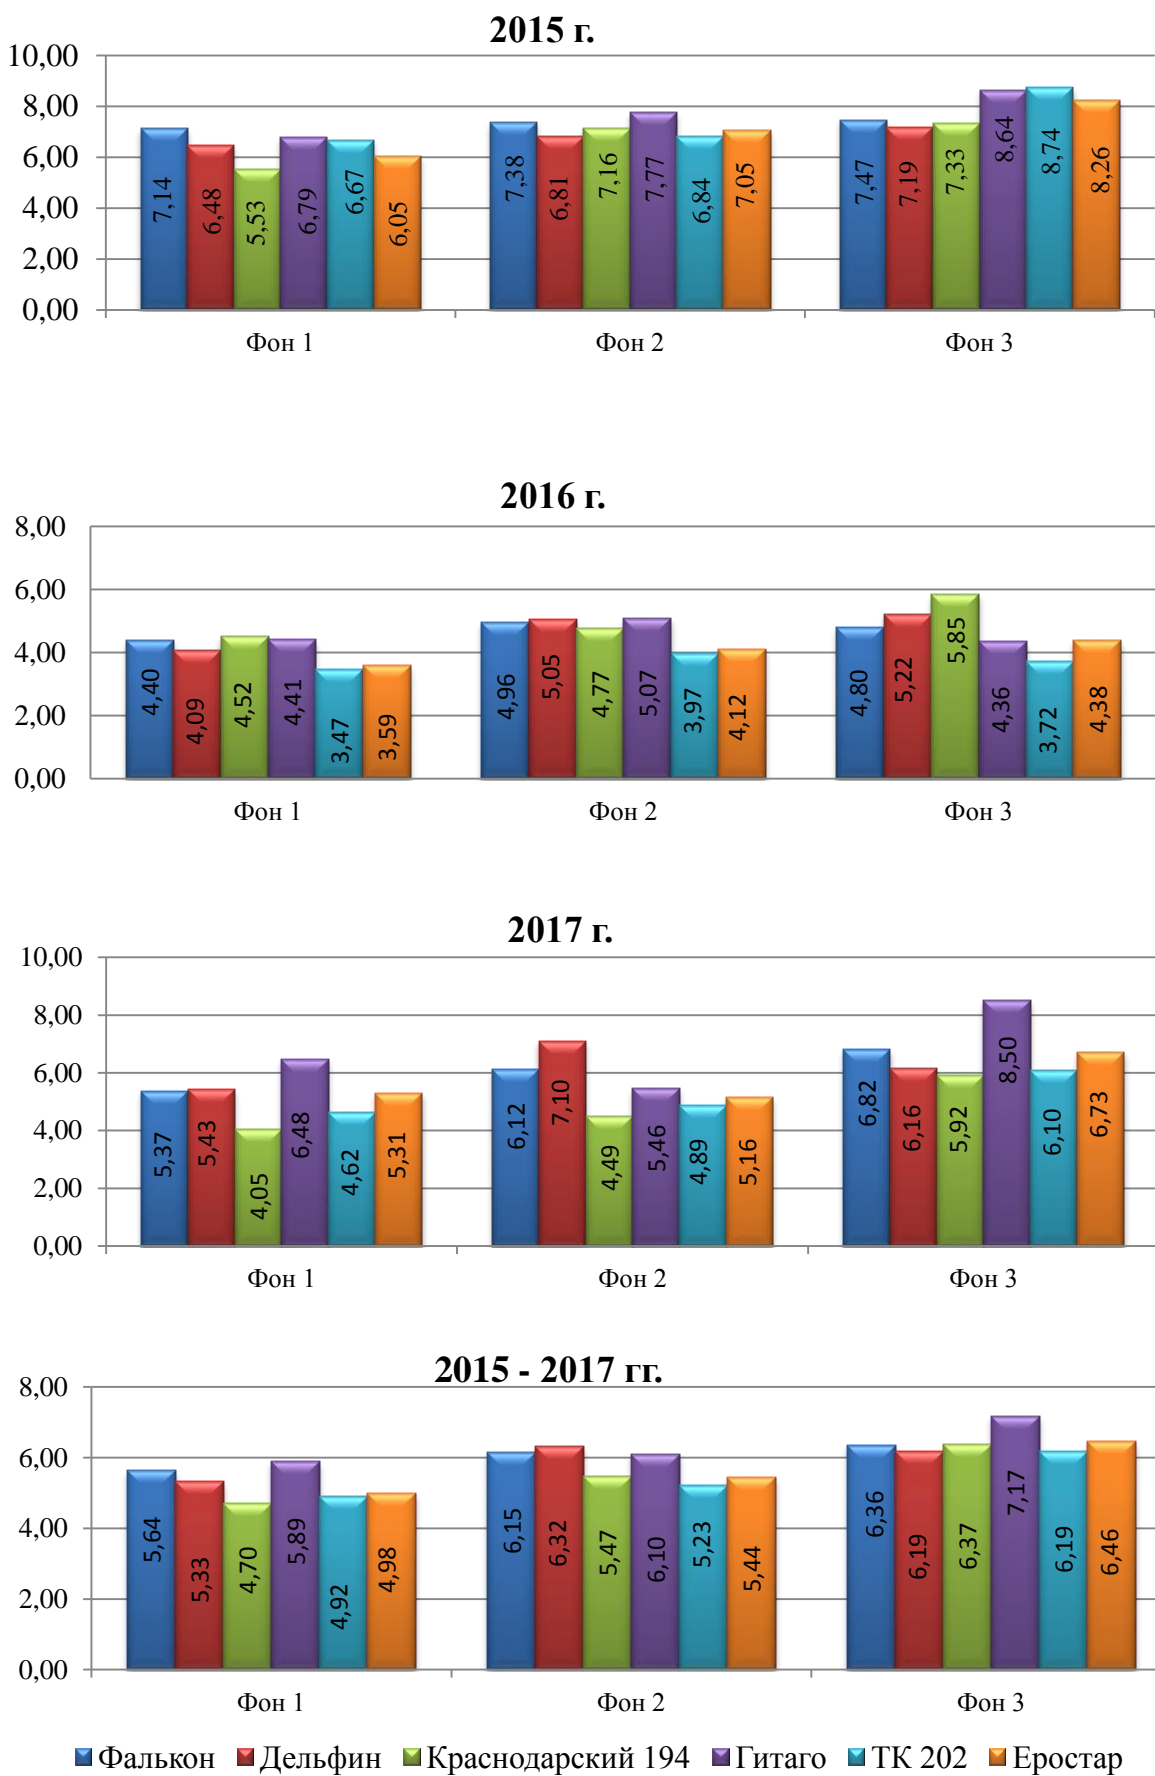 2015 г.
10,00
8,00
6,00
4,00
2,00
0,00
7,14 6,48 5,53 6,79 6,67 6,05
7,38 6,81 7,16 7,77 6,84 7,05
7,47 7,19 7,33 8,64 8,74 8,26
Фон 1 Фон 2 Фон 3
2016 г.
8,00
6,00
4,00
2,00
0,00
4,40 4,09 4,52 4,41 3,47 3,59
4,96 5,05 4,77 5,07 3,97 4,12
4,80 5,22 5,85 4,36 3,72 4,38
Фон 1 Фон 2 Фон 3
2017 г.
10,00
8,00
6,00
4,00
2,00
0,00
5,37 5,43 4,05 6,48 4,62 5,31
6,12 7,10 4,49 5,46 4,89 5,16
6,82 6,16 5,92 8,50 6,10 6,73
Фон 1 Фон 2 Фон 3
2015 - 2017 гг.
8,00
6,00
4,00
2,00
0,00
5,64 5,33 4,70 5,89 4,92 4,98
6,15 6,32 5,47 6,10 5,23 5,44
6,36 6,19 6,37 7,17 6,19 6,46
Фон 1 Фон 2 Фон 3
Фалькон Дельфин Краснодарский 194 Гитаго ТК 202 Еростар